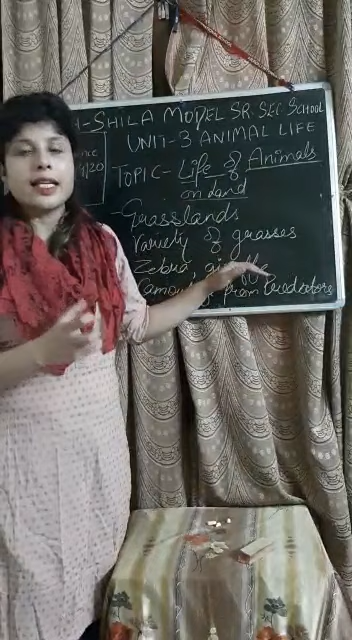 -SHILA MODEL SR. SEC SCHOOL
UNIT-3 ANIMAL LIFE
/20
TOPIC- Life of Animals
on Land
- Grasslands
Variety of grasses
Zebra,
from Predators